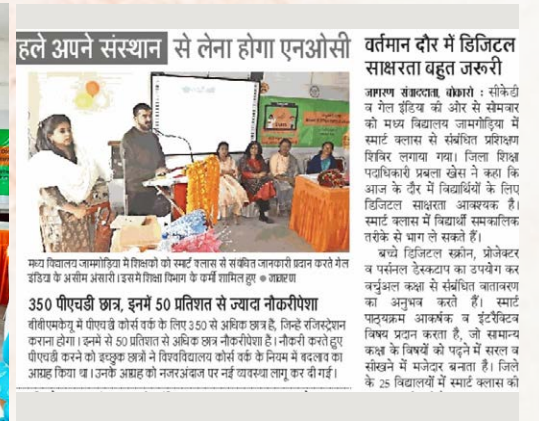 हले अपने संस्थान से लेना होगा एनओसी
मध्य विद्यालय जामगोड़िया मे शिक्षकों को स्मार्ट क्लास से संबंधित जानकारी प्रदान करते गेल
इंडिया के असीम अंसारी। इसमे शिक्षा विभाग के कर्मी शामिल हुए ● जागरण
350 पीएचडी छात्र, इनमें 50 प्रतिशत से ज्यादा नौकरीपेशा
बीबीएमकेयू में पीएचडी कोर्स वर्क के लिए 350 से अधिक छात्र है, जिन्हे रजिस्ट्रेशन
कराना होगा। इनमें से 50 प्रतिशत से अधिक छात्र नौकरीपेशा है। नौकरी करते हुए
पीएचडी करने को इच्छुक छात्रों ने विश्वविद्यालय कोर्स वर्क के नियम में बदलाव का
आग्रह किया था। उनके आग्रह को नजरअंदाज पर नई व्यवस्था लागू कर दी गई।
वर्तमान दौर में डिजिटल
साक्षरता बहुत जरूरी
जागरण संवाददाता, बोकारो : सीकेडी
व गेल इंडिया की ओर से सोमवार
को मध्य विद्यालय जामगोड़िया में
स्मार्ट क्लास से संबंधित प्रशिक्षण
शिविर लगाया गया। जिला शिक्षा
पदाधिकारी प्रबला खेस ने कहा कि
आज के दौर में विद्यार्थियों के लिए
डिजिटल साक्षरता आवश्यक है।
स्मार्ट क्लास में विद्यार्थी समकालिक
तरीके से भाग ले सकते हैं।
बच्चे डिजिटल स्क्रीन, प्रोजेक्टर
व पर्सनल डेस्कटाप का उपयोग कर
वर्चुअल कक्षा से संबंधित वातावरण
का अनुभव करते हैं। स्मार्ट
पाठ्यक्रम आकर्षक व इंटरैक्टिव
विषय प्रदान करता है, जो सामान्य
कक्षा के विषयों को पढ़ने में सरल व
सीखने में मजेदार बनाता है। जिले
के 25 विद्यालयों में स्मार्ट क्लास की